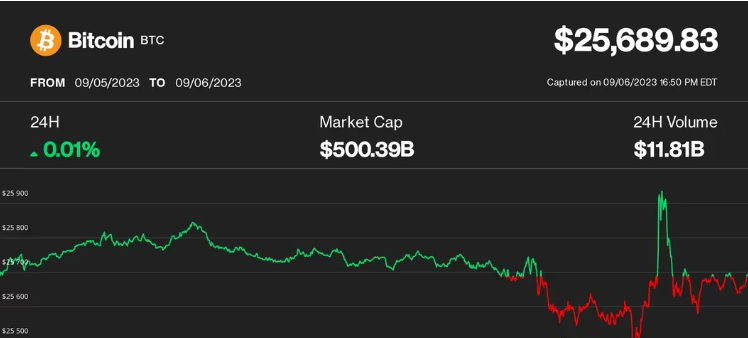 Bitcoin BTC
$25,689.83
FROM 09/05/2023 TO 09/06/2023
Captured on 09/06/2023 16:50 PM EDT
24H
Market Cap
24H Volume
0.01%
$500.39B
$11.81B
$25 900
$25 800
$25 700
$25 600
$25 500